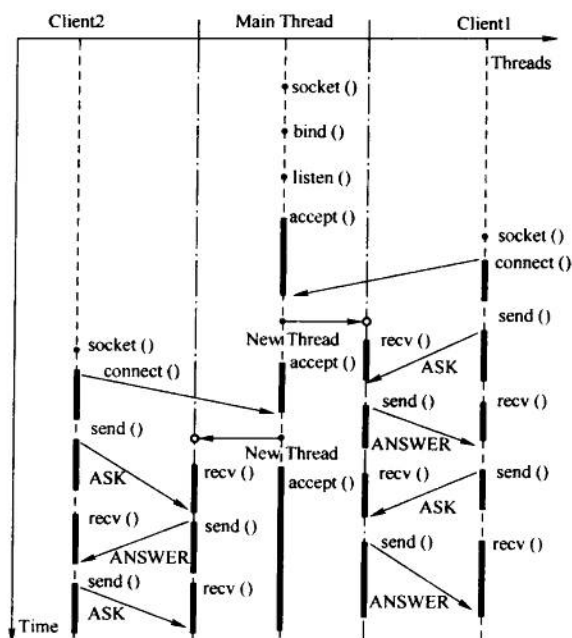 Client2 Main Thread Client1
Threads
socket ()
bind ()
listen ()
accept ()
socket ()
connect ()
send ()
New Thread
recv ()
socket ()
accept ()
ASK
connect ()
send ()
recv ()
send ()
New Thread
ANSWER
ASK
recv ()
accept ()
recv ()
send ()
ASK
recv ()
send ()
ANSWER
send ()
recv ()
send ()
recv ()
ASK
ANSWER
Time